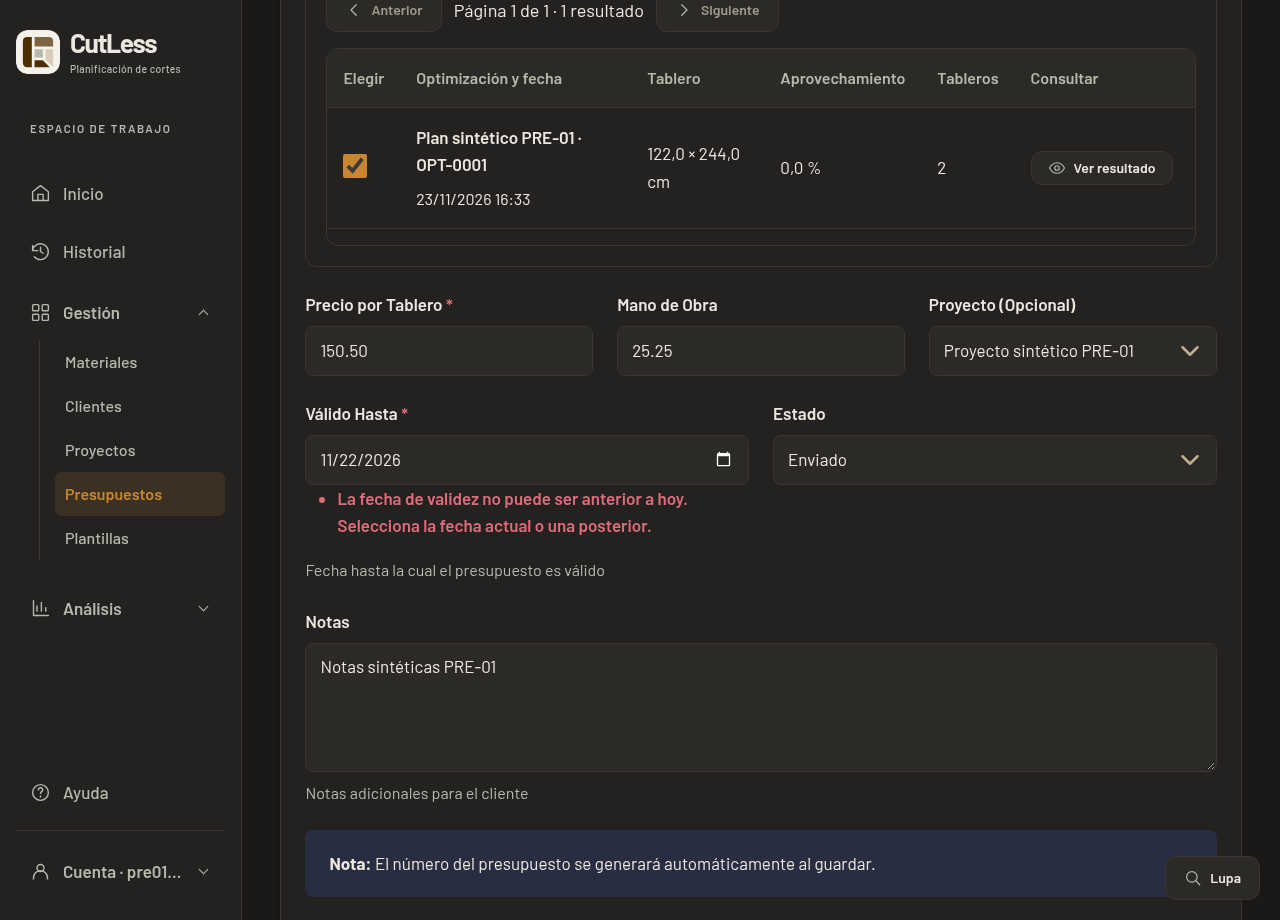 CutLess
Planificación de cortes
ESPACIO DE TRABAJO
Inicio
Historial
Gestión
Materiales
Clientes
Proyectos
Presupuestos
Plantillas
Análisis
Ayuda
Cuenta · pre01...
Anterior
Página 1 de 1 · 1 resultado
Siguiente
Elegir Optimización y fecha Tablero Aprovechamiento Tableros Consultar
Plan sintético PRE-01 ·
OPT-0001
23/11/2026 16:33
122,0 × 244,0
cm
0,0 %
2
Ver resultado
Precio por Tablero *
150.50
Mano de Obra
25.25
Proyecto (Opcional)
Proyecto sintético PRE-01
Válido Hasta *
11/22/2026
Estado
Enviado
• La fecha de validez no puede ser anterior a hoy.
Selecciona la fecha actual o una posterior.
Fecha hasta la cual el presupuesto es válido
Notas
Notas sintéticas PRE-01
Notas adicionales para el cliente
Nota: El número del presupuesto se generará automáticamente al guardar.
Lupa